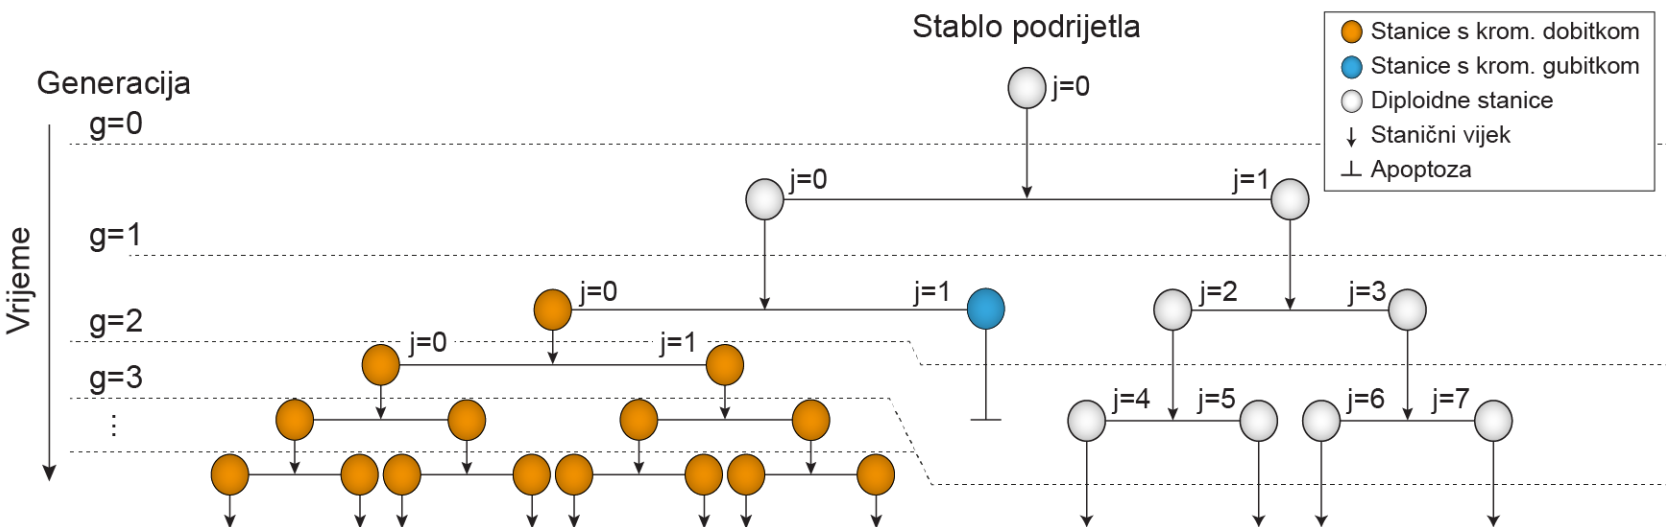 Stablo podrijetla
Stanice s krom. dobitkom
Stanice s krom. gubitkom
Diploidne stanice
Stanični vijek
Apoptoza
Generacija
Vrijeme
j=0
g=0
j=0
j=1
g=1
j=0
j=1
j=2
j=3
g=2
j=0
j=1
g=3
j=4
j=5
j=6
j=7
⋮